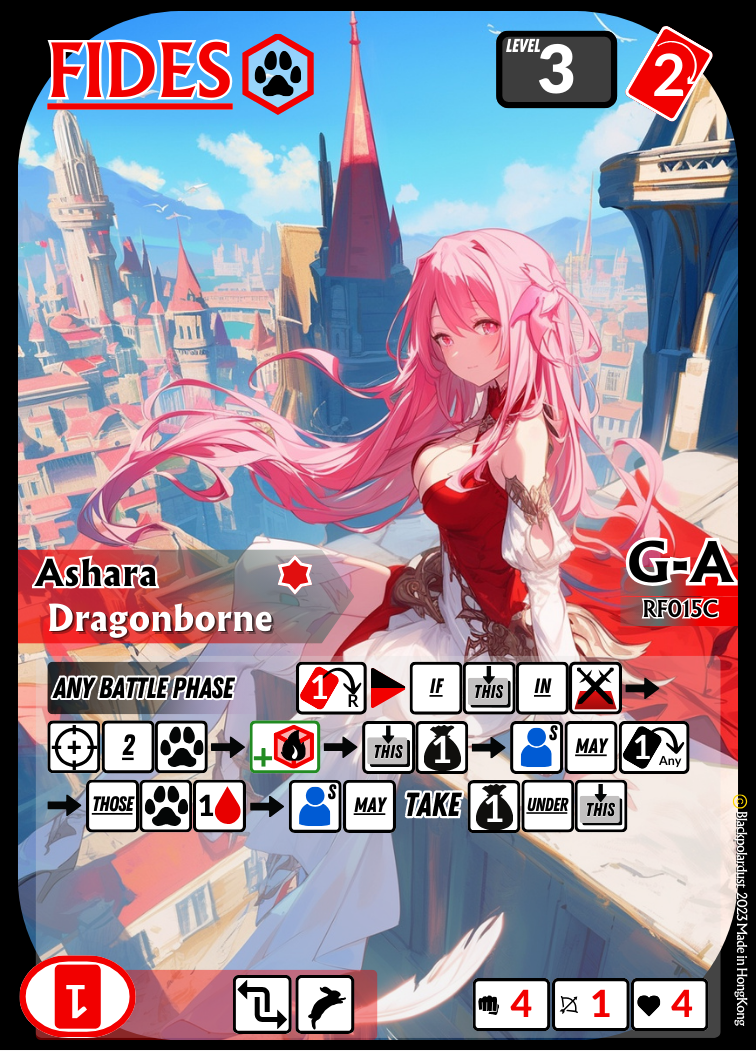 FIDES
LEVEL 3
2
G-A
Ashara
Dragonborne
RF015C
ANY BATTLE PHASE 1 R IF THIS IN
2 + THIS 1 S MAY 1 Any
THOSE 1 S MAY TAKE 1 UNDER THIS
1
4 1 4
© Blackpolardust 2023 Made in HongKong